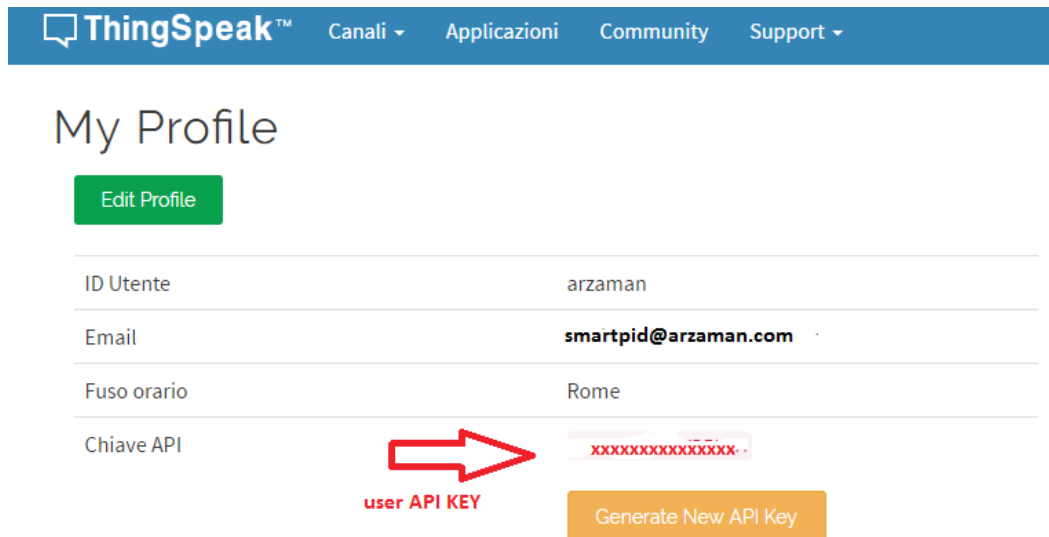 ThingSpeak™ Canali Applicazioni Community Support
My Profile
Edit Profile
ID Utente arzaman
Email smartpid@arzaman.com
Fuso orario Rome
Chiave API xxxxxxxxxxxxxxx
user API KEY
Generate New API Key